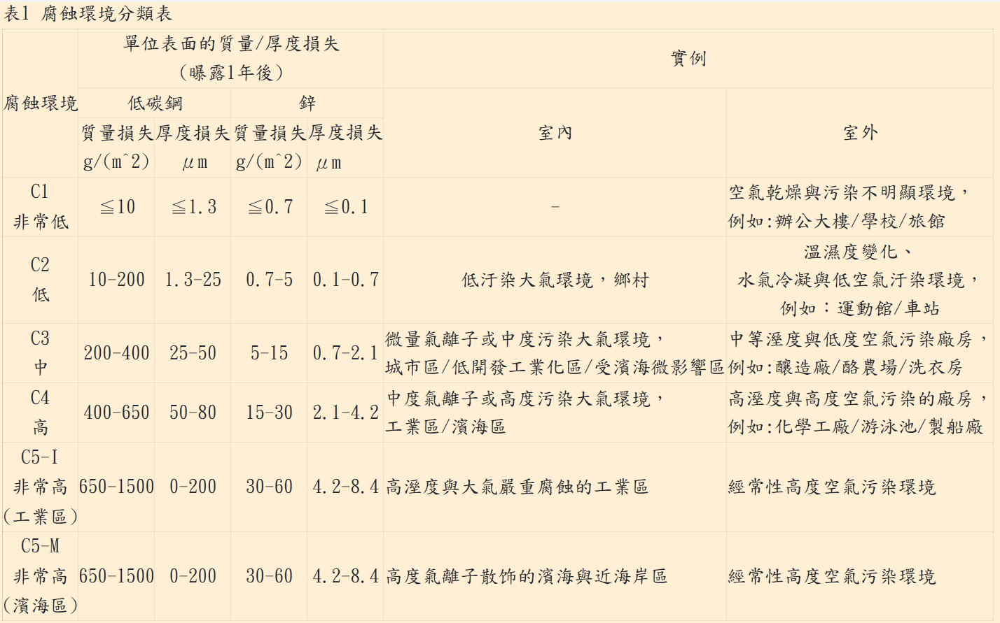 表1 腐蝕環境分類表
腐蝕環境
單位表面的質量/厚度損失
(曝露1年後)
實例
低碳鋼
鋅
室內
室外
質量損失
g/(m^2)
厚度損失
μm
質量損失
g/(m^2)
厚度損失
μm
C1
非常低
≦10
≦1.3
≦0.7
≦0.1
-
空氣乾燥與污染不明顯環境，
例如:辦公大樓/學校/旅館
C2
低
10-200
1.3-25
0.7-5
0.1-0.7
低汙染大氣環境，鄉村
溫濕度變化、
水氣冷凝與低空氣汙染環境，
例如：運動館/車站
C3
中
200-400
25-50
5-15
0.7-2.1
微量氣離子或中度污染大氣環境，
城市區/低開發工業化區/受濱海微影響區
中等溼度與低度空氣污染廠房，
例如:釀造廠/酪農場/洗衣房
C4
高
400-650
50-80
15-30
2.1-4.2
中度氣離子或高度污染大氣環境，
工業區/濱海區
高溼度與高度空氣污染的廠房，
例如:化學工廠/游泳池/製船廠
C5-I
非常高
(工業區)
650-1500
0-200
30-60
4.2-8.4
高溼度與大氣嚴重腐蝕的工業區
經常性高度空氣污染環境
C5-M
非常高
(濱海區)
650-1500
0-200
30-60
4.2-8.4
高度氣離子散饰的濱海與近海岸區
經常性高度空氣污染環境